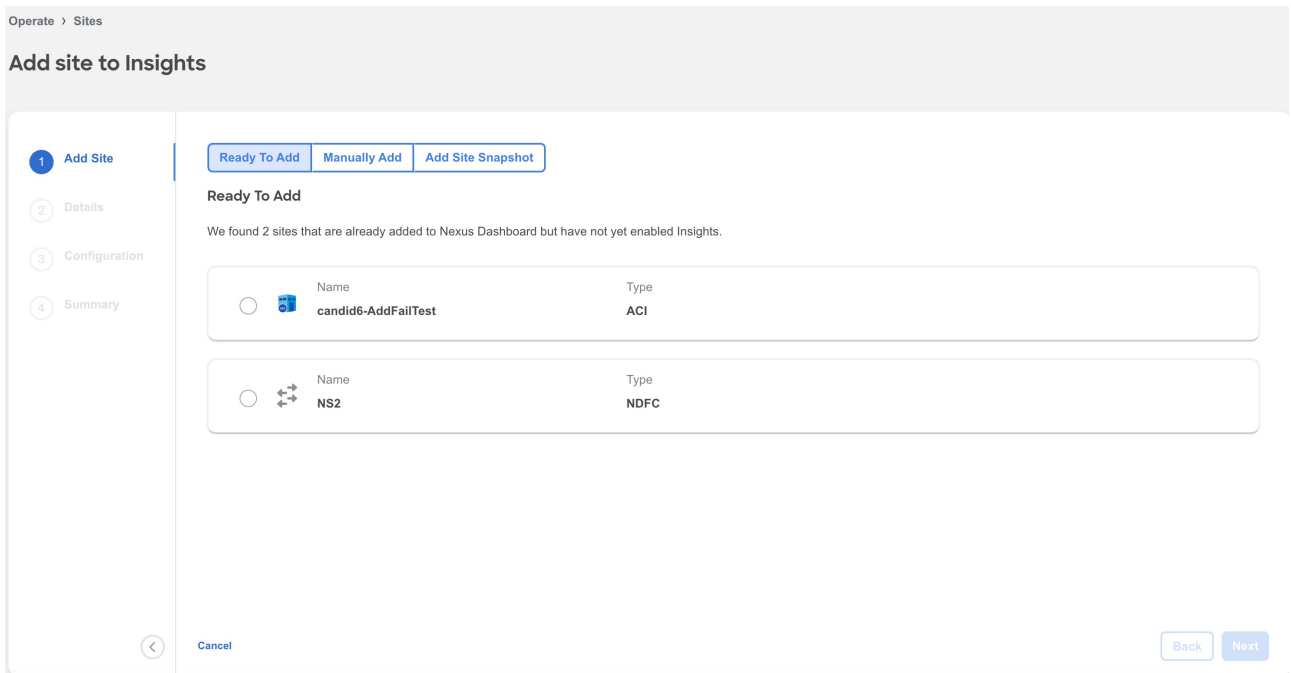 Operate > Sites
Add site to Insights
1 Add Site
2 Details
3 Configuration
4 Summary
Ready To Add Manually Add Add Site Snapshot
Ready To Add
We found 2 sites that are already added to Nexus Dashboard but have not yet enabled Insights.
Name Type
candid6-AddFailTest ACI
Name Type
NS2 NDFC
Cancel Back Next